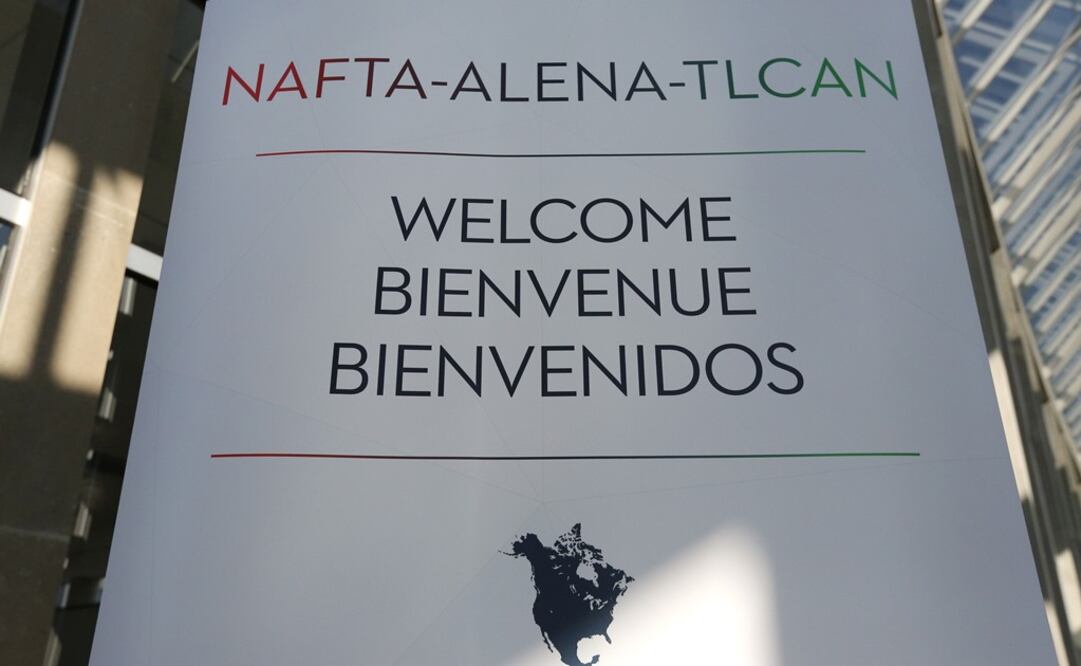 NAFTA-ALENA-TLCAN
WELCOME
BIENVENUE
BIENVENIDOS